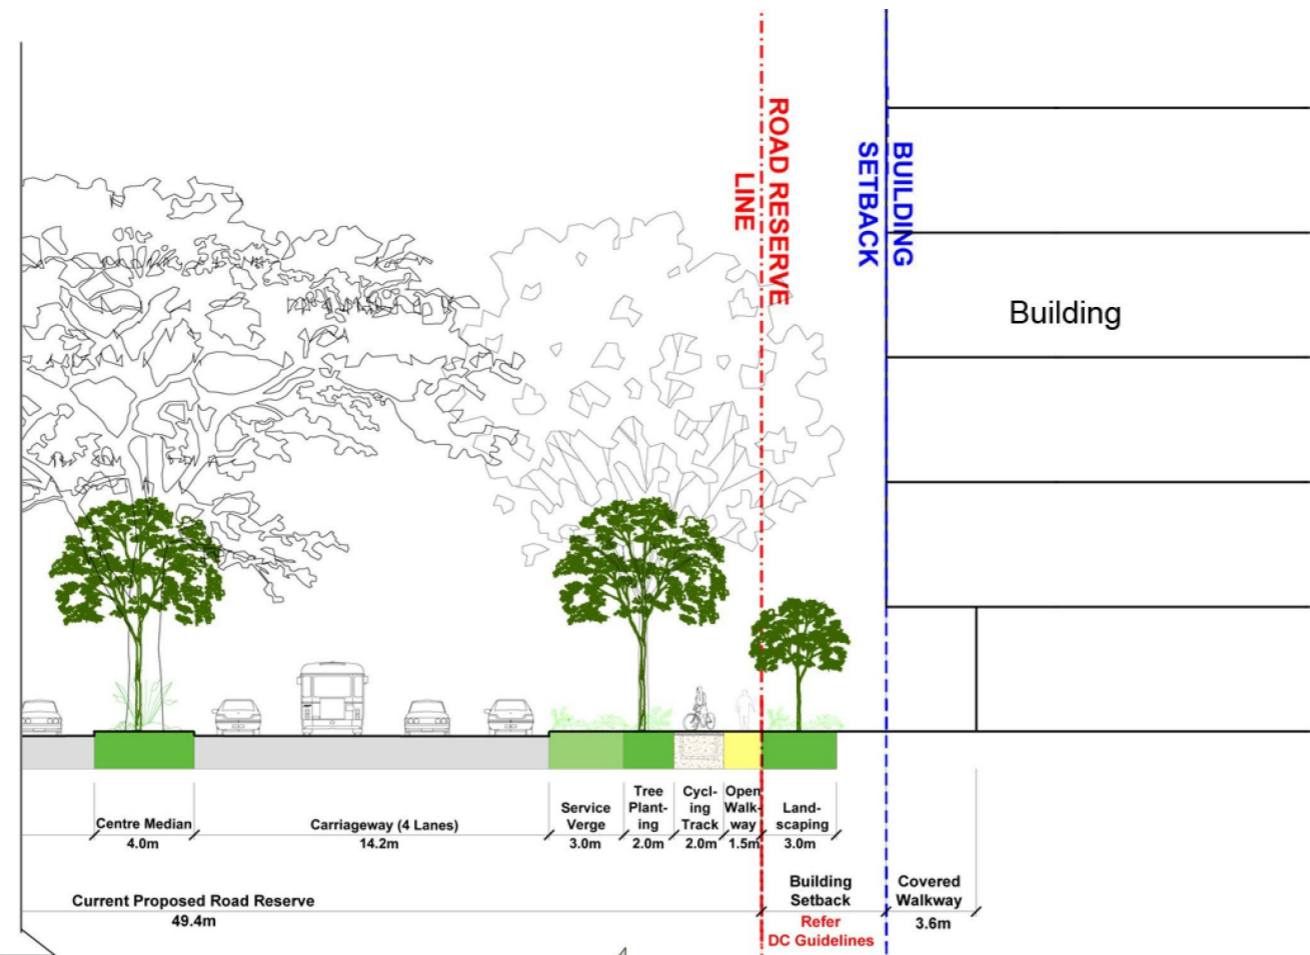 ROAD RESERVE
LINE
BUILDING
SETBACK
Building
Centre Median
4.0m
Carriageway (4 Lanes)
14.2m
Service
Verge
3.0m
Tree
Plant-
ing
2.0m
Cycl-
ing
Track
2.0m
Open
Walk-
way
1.5m
Land-
scaping
3.0m
Current Proposed Road Reserve
49.4m
Building
Setback
Refer
DC Guidelines
Covered
Walkway
3.6m